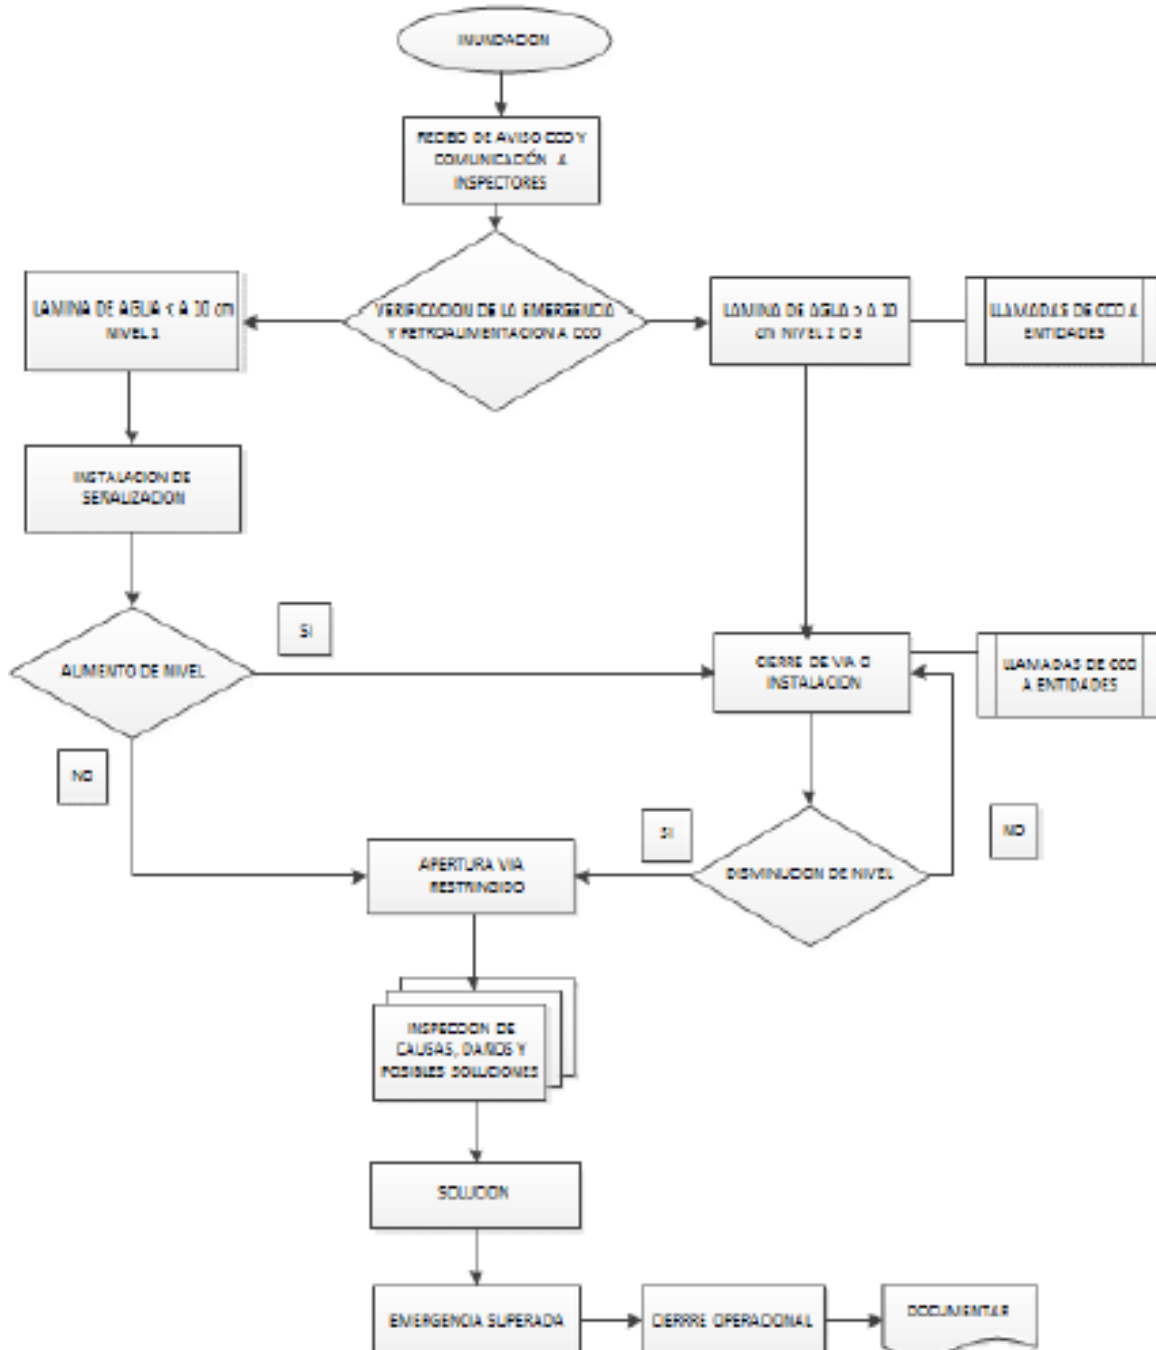 INUNDACION
RECIBO DE AVISO CCO Y
COMUNICACIÓN A
INSPECTORES
VERIFICACION DE LA EMERGENCIA
Y RETROALIMENTACION A CCO
LAMINA DE AGUA < A 10 cm
NIVEL 1
LAMINA DE AGUA > A 10
cm NIVEL 2 O 3
LLAMADAS DE CCO A
ENTIDADES
INSTALACION DE
SEÑALIZACION
AUMENTO DE NIVEL
SI
CIERRE DE VIA O
INSTALACION
LLAMADAS DE CCO
A ENTIDADES
NO
SI
NO
APERTURA VIA
RESTRINGIDO
DISMINUCION DE NIVEL
INSPECCION DE
CAUSAS, DAÑOS Y
POSIBLES SOLUCIONES
SOLUCION
EMERGENCIA SUPERADA
CIERRRE OPERACIONAL
DOCUMENTAR